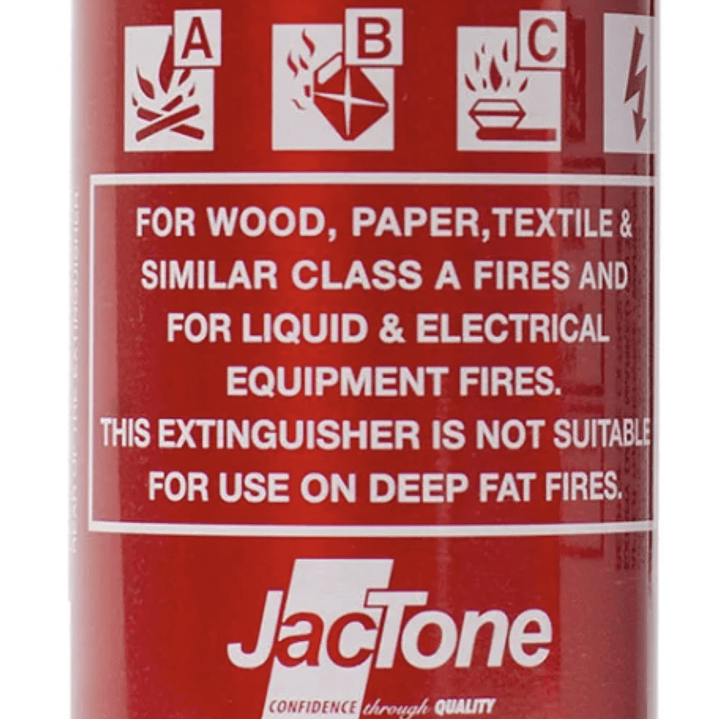 A B C
FOR WOOD, PAPER,TEXTILE &
SIMILAR CLASS A FIRES AND
FOR LIQUID & ELECTRICAL
EQUIPMENT FIRES.
THIS EXTINGUISHER IS NOT SUITABLE
FOR USE ON DEEP FAT FIRES.
JacTone
CONFIDENCE through QUALITY